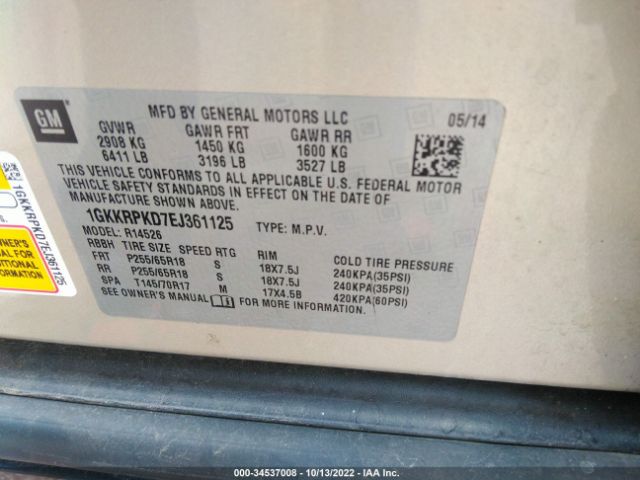 GM
MFD BY GENERAL MOTORS LLC
05/14
GVWR GAWR FRT GAWR RR
2908 KG 1450 KG 1600 KG
6411 LB 3196 LB 3527 LB
THIS VEHICLE CONFORMS TO ALL APPLICABLE U.S. FEDERAL MOTOR
VEHICLE SAFETY STANDARDS IN EFFECT ON THE DATE OF
MANUFACTURE SHOWN ABOVE.
1GKKRPKD7EJ361125 TYPE: M.P.V.
MODEL: R14526
RBBH TIRE SIZE SPEED RTG RIM COLD TIRE PRESSURE
FRT P255/65R18 S 18X7.5J 240KPA(35PSI)
RR P255/65R18 S 18X7.5J 240KPA(35PSI)
SPA T145/70R17 M 17X4.5B 420KPA(60PSI)
SEE OWNER'S MANUAL FOR MORE INFORMATION.
1GKKRPKD7EJ361125
OWNER'S
ADDITIONAL
000-34537008 - 10/13/2022 - IAA Inc.